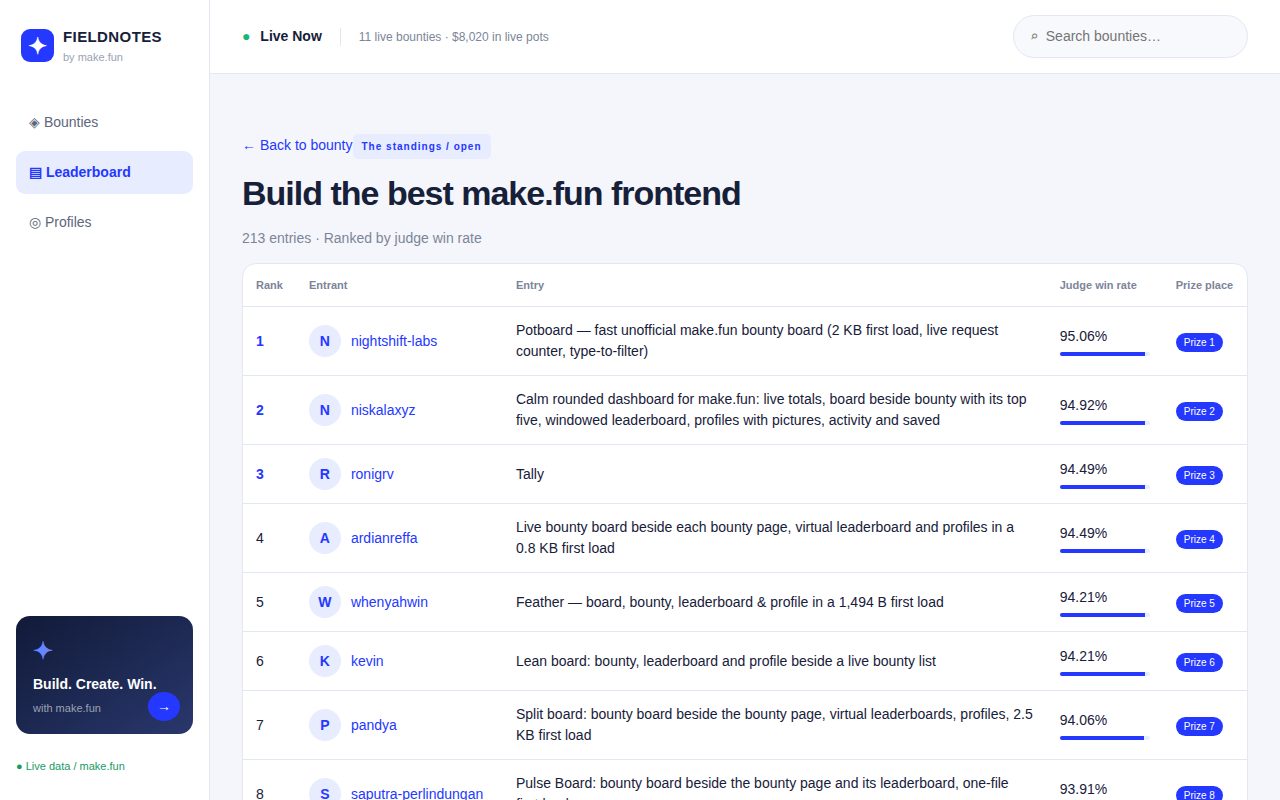 FIELDNOTES
by make.fun
◈ Bounties
▤ Leaderboard
◎ Profiles
✦
Build. Create. Win.
with make.fun
→
● Live data / make.fun
● Live Now
11 live bounties · $8,020 in live pots
⌕ Search bounties…
← Back to bounty
The standings / open
Build the best make.fun frontend
213 entries · Ranked by judge win rate
Rank Entrant Entry Judge win rate Prize place
1 N nightshift-labs Potboard — fast unofficial make.fun bounty board (2 KB first load, live request
counter, type-to-filter) 95.06% Prize 1
2 N niskalaxyz Calm rounded dashboard for make.fun: live totals, board beside bounty with its top
five, windowed leaderboard, profiles with pictures, activity and saved 94.92% Prize 2
3 R ronigrv Tally 94.49% Prize 3
4 A ardianreffa Live bounty board beside each bounty page, virtual leaderboard and profiles in a
0.8 KB first load 94.49% Prize 4
5 W whenyahwin Feather — board, bounty, leaderboard & profile in a 1,494 B first load 94.21% Prize 5
6 K kevin Lean board: bounty, leaderboard and profile beside a live bounty list 94.21% Prize 6
7 P pandya Split board: bounty board beside the bounty page, virtual leaderboards, profiles, 2.5
KB first load 94.06% Prize 7
8 S saputra-perlindungan Pulse Board: bounty board beside the bounty page and its leaderboard, one-file
93.91% Prize 8